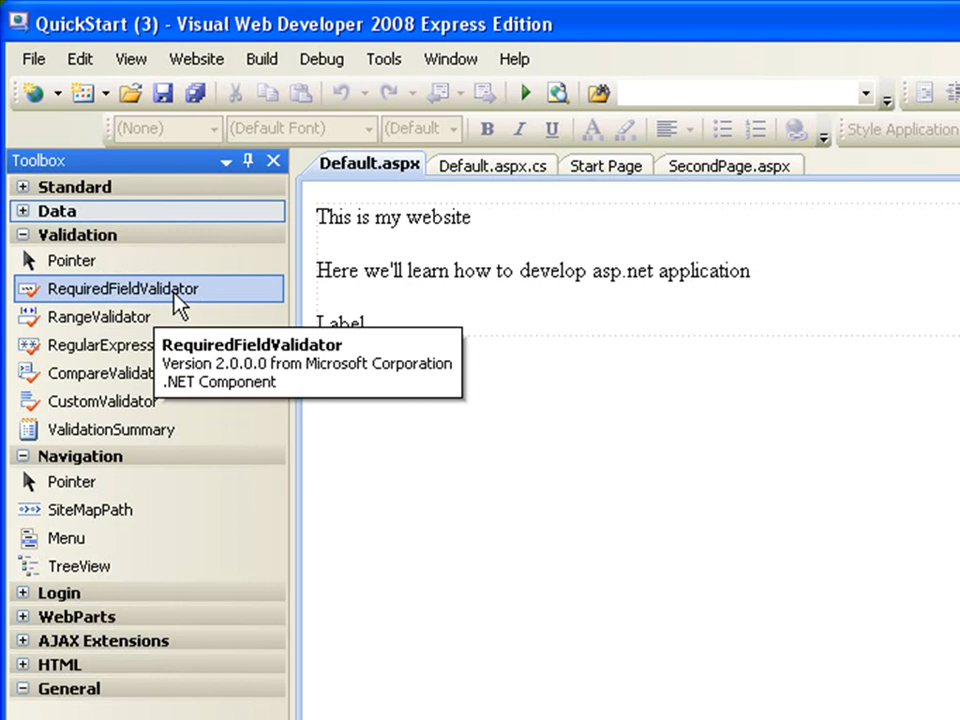 QuickStart (3) - Visual Web Developer 2008 Express Edition
File Edit View Website Build Debug Tools Window Help
(None) (Default Font) (Default B I U A Style Application
Toolbox
Default.aspx Default.aspx.cs Start Page SecondPage.aspx
Standard
Data
Validation
Pointer
RequiredFieldValidator
RangeValidator
RegularExpress
CompareValidat
CustomValidator
ValidationSummary
Navigation
Pointer
SiteMapPath
Menu
TreeView
Login
WebParts
AJAX Extensions
HTML
General
This is my website
Here we'll learn how to develop asp.net application
Label
RequiredFieldValidator
Version 2.0.0.0 from Microsoft Corporation
.NET Component